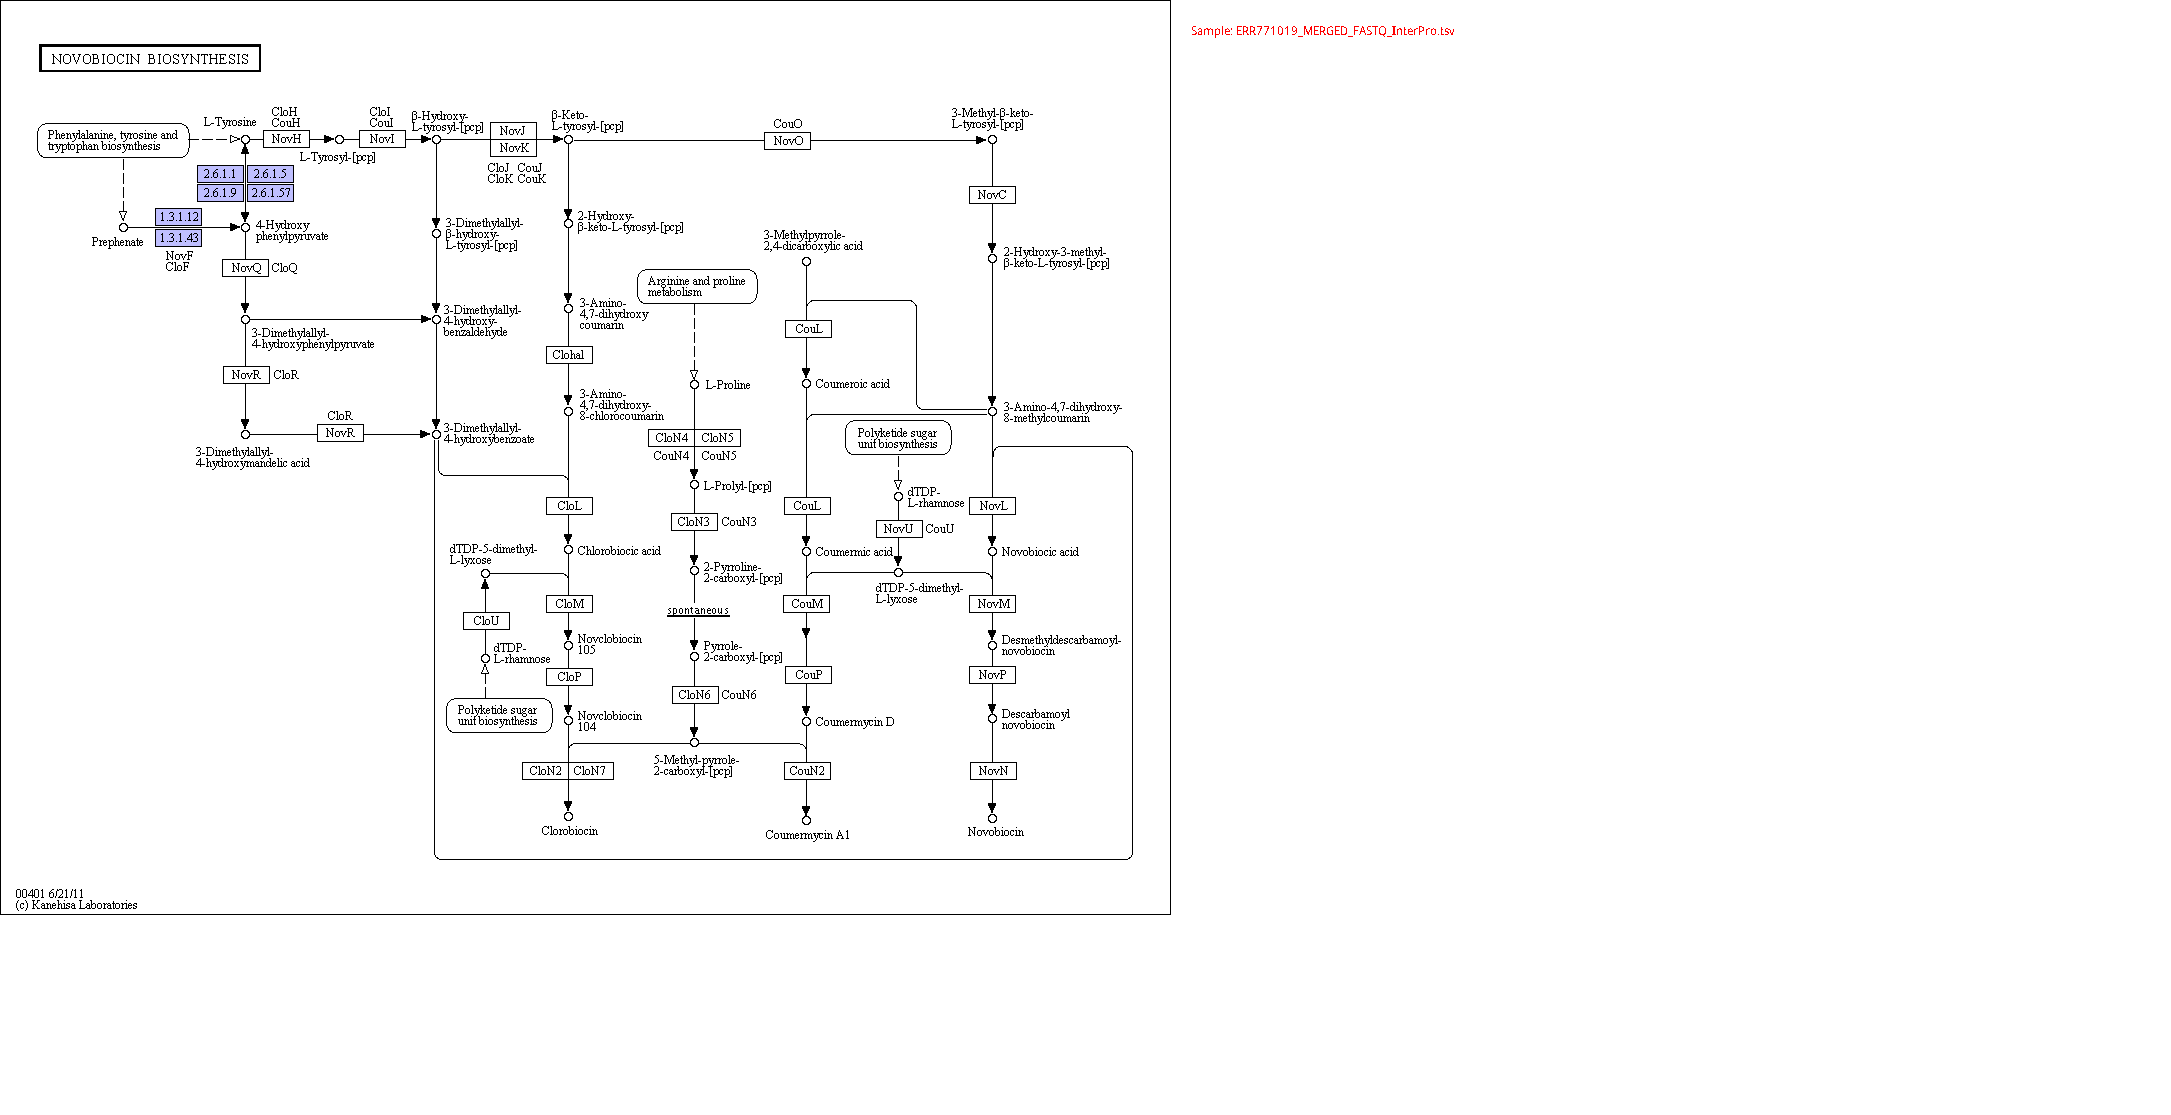 Sample: ERR771019_MERGED_FASTQ_InterPro.tsv
NOVOBIOCIN BIOSYNTHESIS
Phenylalanine, tyrosine and
tryptophan biosynthesis
L-Tyrosine
CloH
CouH
NovH
L-Tyrosyl-[pcp]
CloI
CouI
NovI
β-Hydroxy-
L-tyrosyl-[pcp]
NovJ
NovK
CloJ CouJ
CloK CouK
β-Keto-
L-tyrosyl-[pcp]
CouO
NovO
3-Methyl-β-keto-
L-tyrosyl-[pcp]
2.6.1.1 2.6.1.5
2.6.1.9 2.6.1.57
1.3.1.12
1.3.1.43
NovF
CloF
Prephenate
4-Hydroxy
phenylpyruvate
NovQ CloQ
3-Dimethylallyl-
β-hydroxy-
L-tyrosyl-[pcp]
2-Hydroxy-
β-keto-L-tyrosyl-[pcp]
NovC
2-Hydroxy-3-methyl-
β-keto-L-tyrosyl-[pcp]
3-Methylpyrrole-
2,4-dicarboxylic acid
Arginine and proline
metabolism
3-Dimethylallyl-
4-hydroxyphenylpyruvate
3-Dimethylallyl-
4-hydroxy-
benzaldehyde
3-Amino-
4,7-dihydroxy
coumarin
CouL
Clohal
NovR CloR
L-Proline
Coumeroic acid
3-Amino-
4,7-dihydroxy-
8-chlorocoumarin
3-Amino-4,7-dihydroxy-
8-methylcoumarin
CloR
NovR
3-Dimethylallyl-
4-hydroxymandelic acid
3-Dimethylallyl-
4-hydroxybenzoate
CloN4 CloN5
CouN4 CouN5
Polyketide sugar
unif biosynthesis
L-Prolyl-[pcp]
dTDP-
L-rhamnose
CloL
CouL
NovL
CloN3 CouN3
NovU CouU
dTDP-5-dimethyl-
L-lyxose
Chlorobiocic acid
Coumermic acid
Novobiocic acid
2-Pyrroline-
2-carboxyl-[pcp]
dTDP-5-dimethyl-
L-lyxose
CloM
spontaneous
CouM
NovM
CloU
Novclobiocin
105
Pyrrole-
2-carboxyl-[pcp]
Desmethyldescarbamoyl-
novobiocin
dTDP-
L-rhamnose
CloP
CouP
NovP
CloN6 CouN6
Polyketide sugar
unif biosynthesis
Novclobiocin
104
Coumermycin D
Descarbamoyl
novobiocin
5-Methyl-pyrrole-
2-carboxyl-[pcp]
CloN2 CloN7
CouN2
NovN
Clorobiocin
Coumermycin A1
Novobiocin
00401 6/21/11
(c) Kanehisa Laboratories